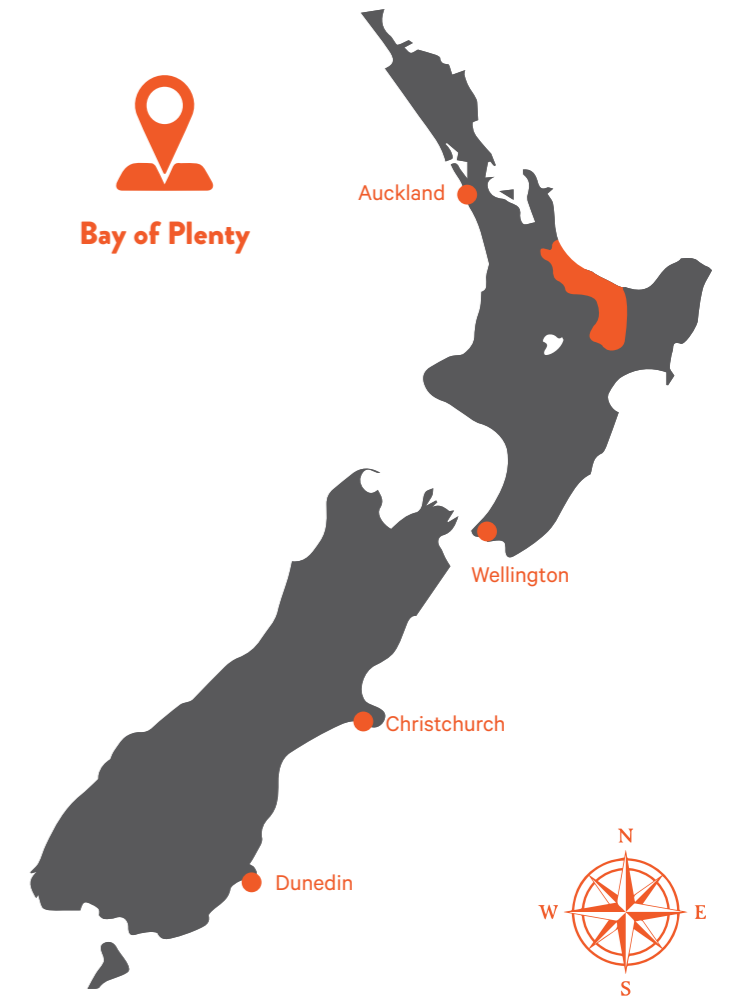 Auckland
Bay of Plenty
Wellington
Christchurch
Dunedin
N
W
E
S